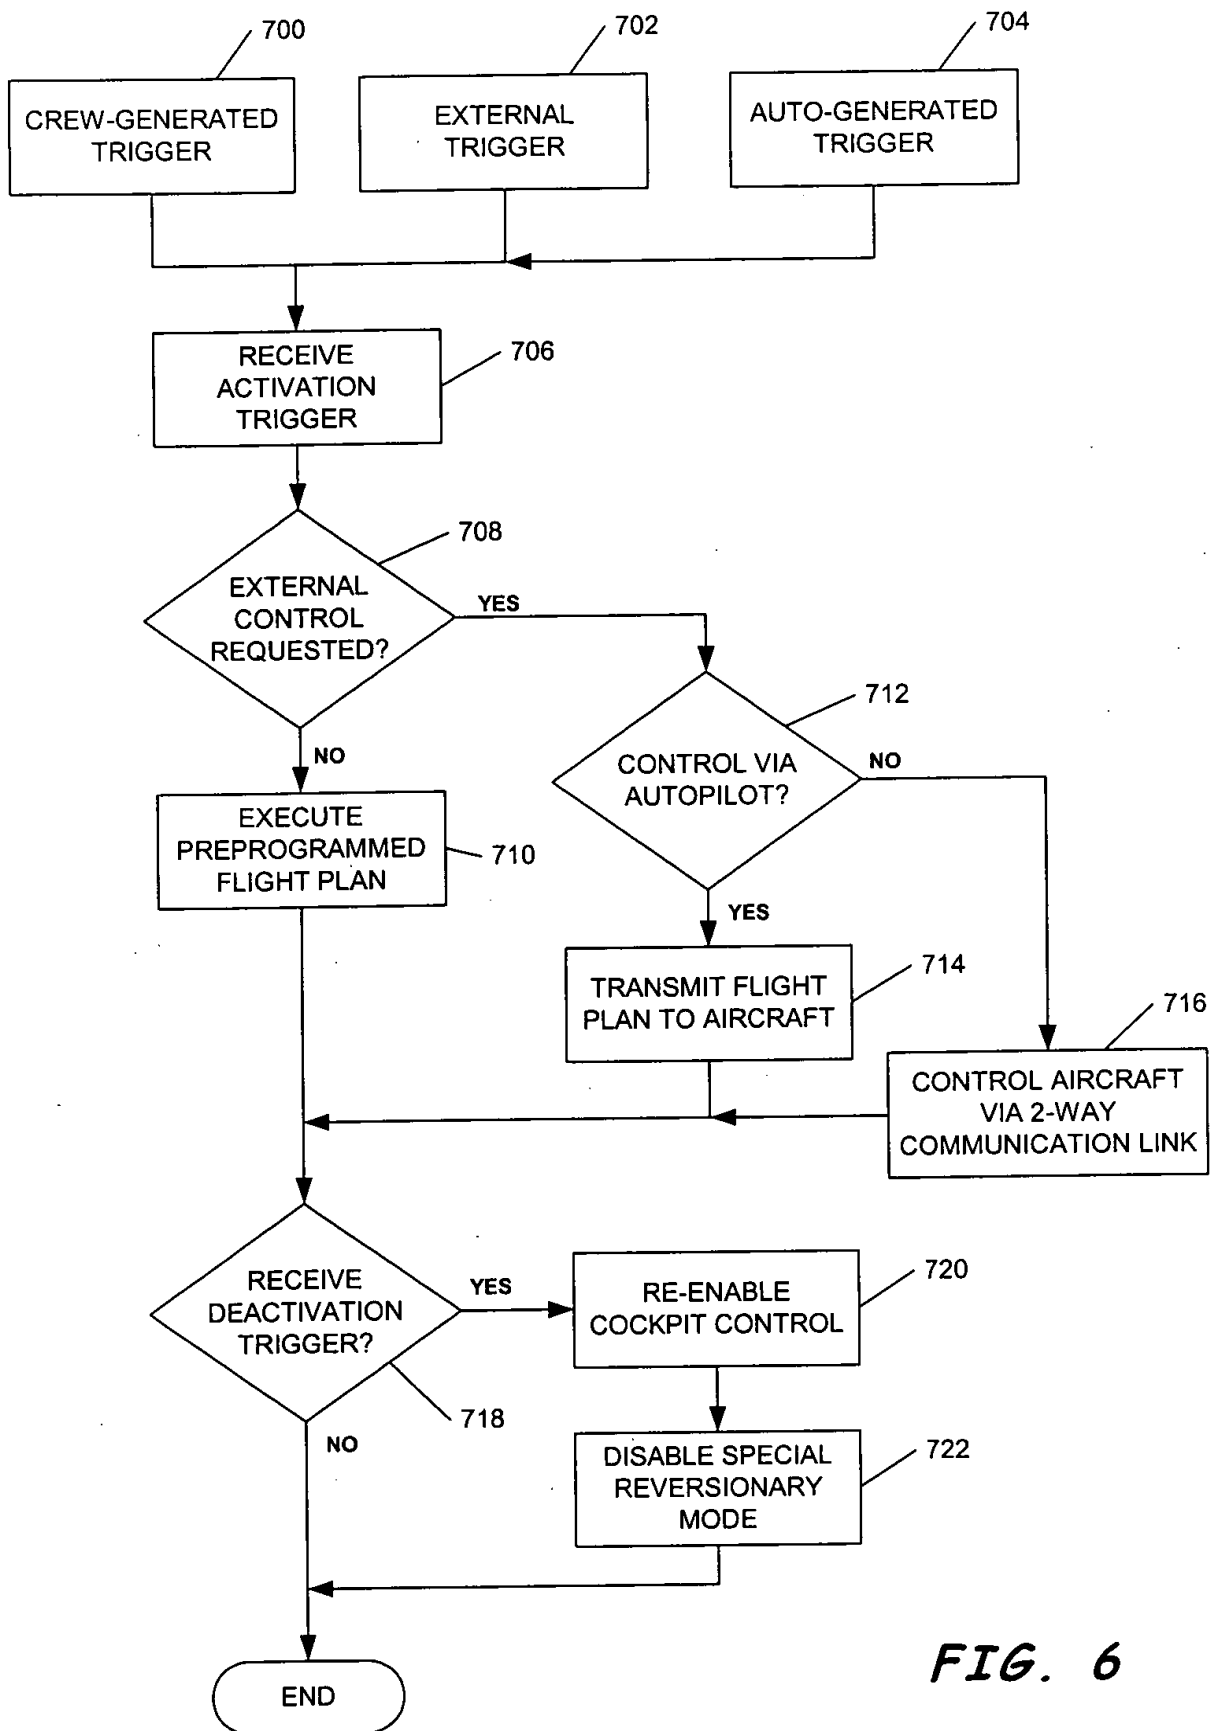 700
702
704
CREW-GENERATED
TRIGGER
EXTERNAL
TRIGGER
AUTO-GENERATED
TRIGGER
RECEIVE
ACTIVATION
TRIGGER
706
708
EXTERNAL
CONTROL
REQUESTED?
YES
NO
712
CONTROL VIA
AUTOPILOT?
NO
YES
EXECUTE
PREPROGRAMMED
FLIGHT PLAN
710
TRANSMIT FLIGHT
PLAN TO AIRCRAFT
714
716
CONTROL AIRCRAFT
VIA 2-WAY
COMMUNICATION LINK
RECEIVE
DEACTIVATION
TRIGGER?
YES
718
NO
RE-ENABLE
COCKPIT CONTROL
720
DISABLE SPECIAL
REVERSIONARY
MODE
722
END
FIG. 6